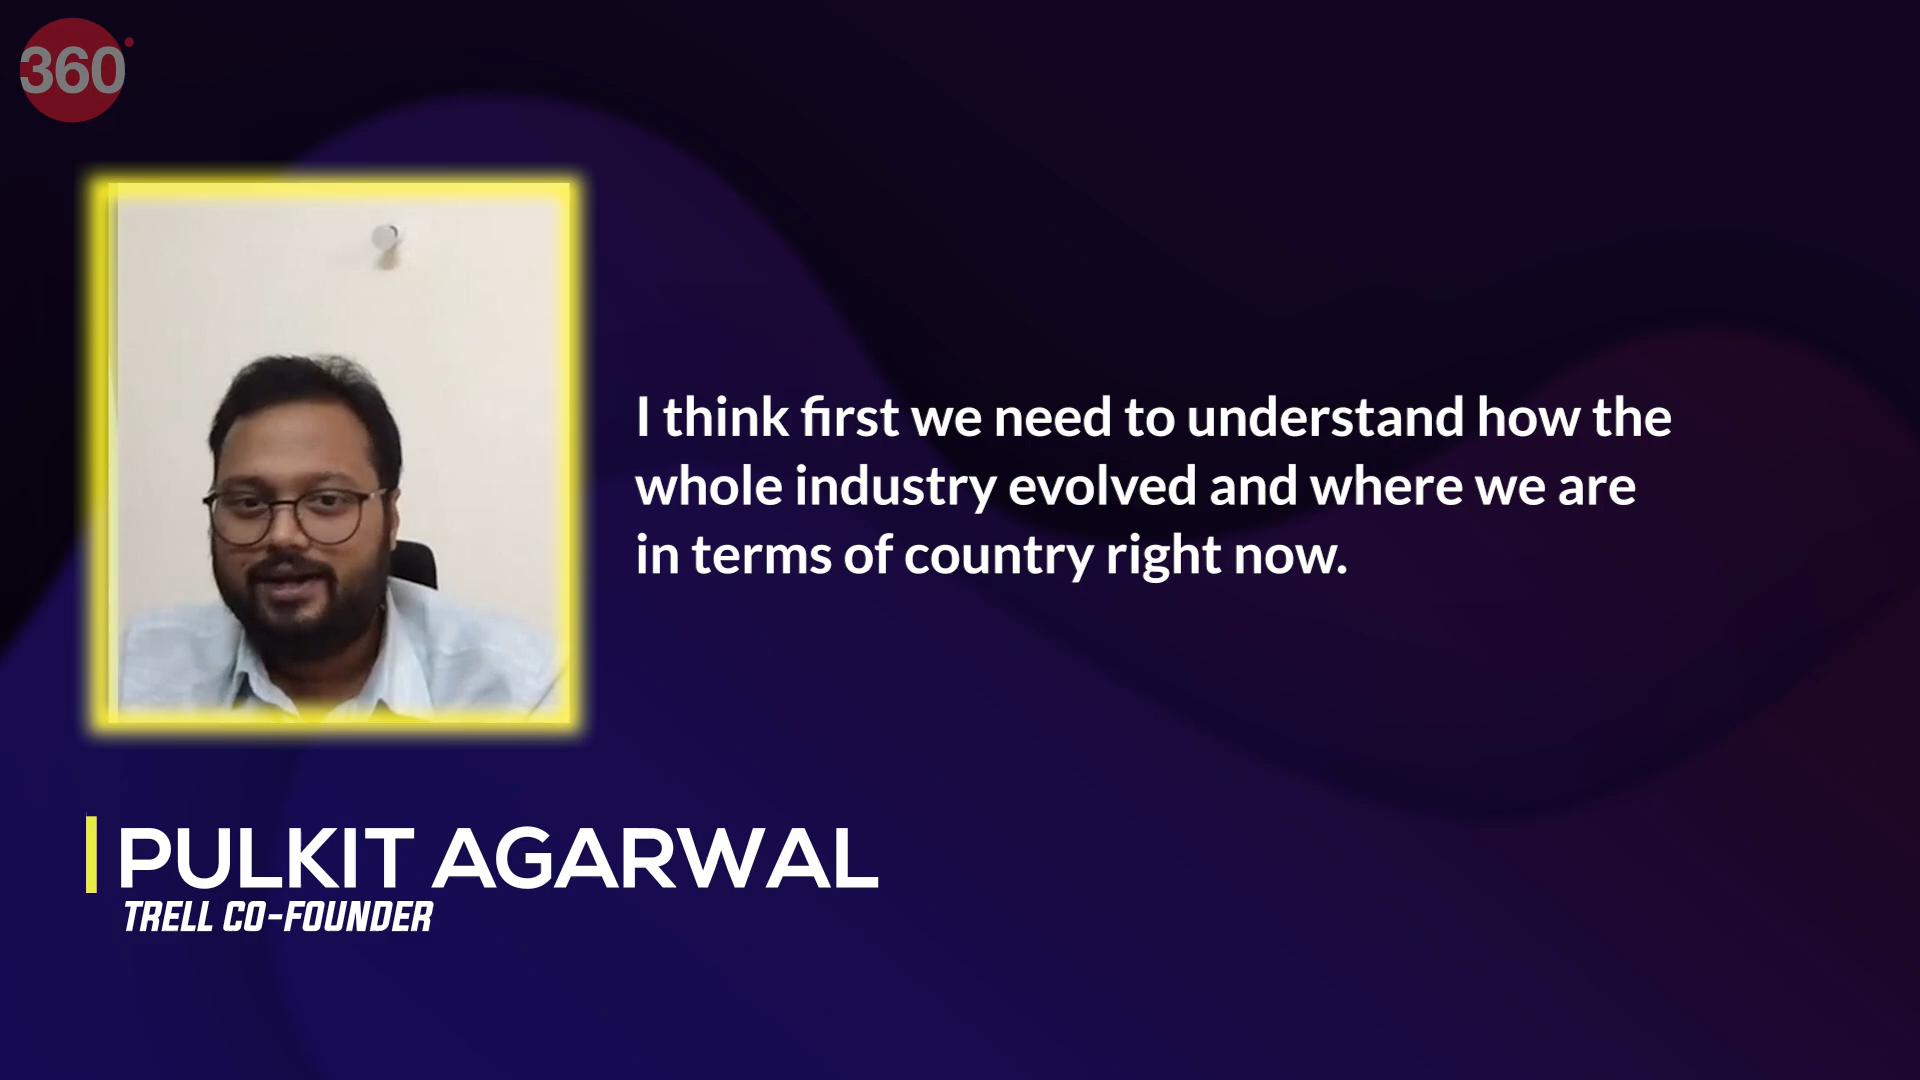 360°
I think first we need to understand how the
whole industry evolved and where we are
in terms of country right now.
PULKIT AGARWAL
TRELL CO-FOUNDER